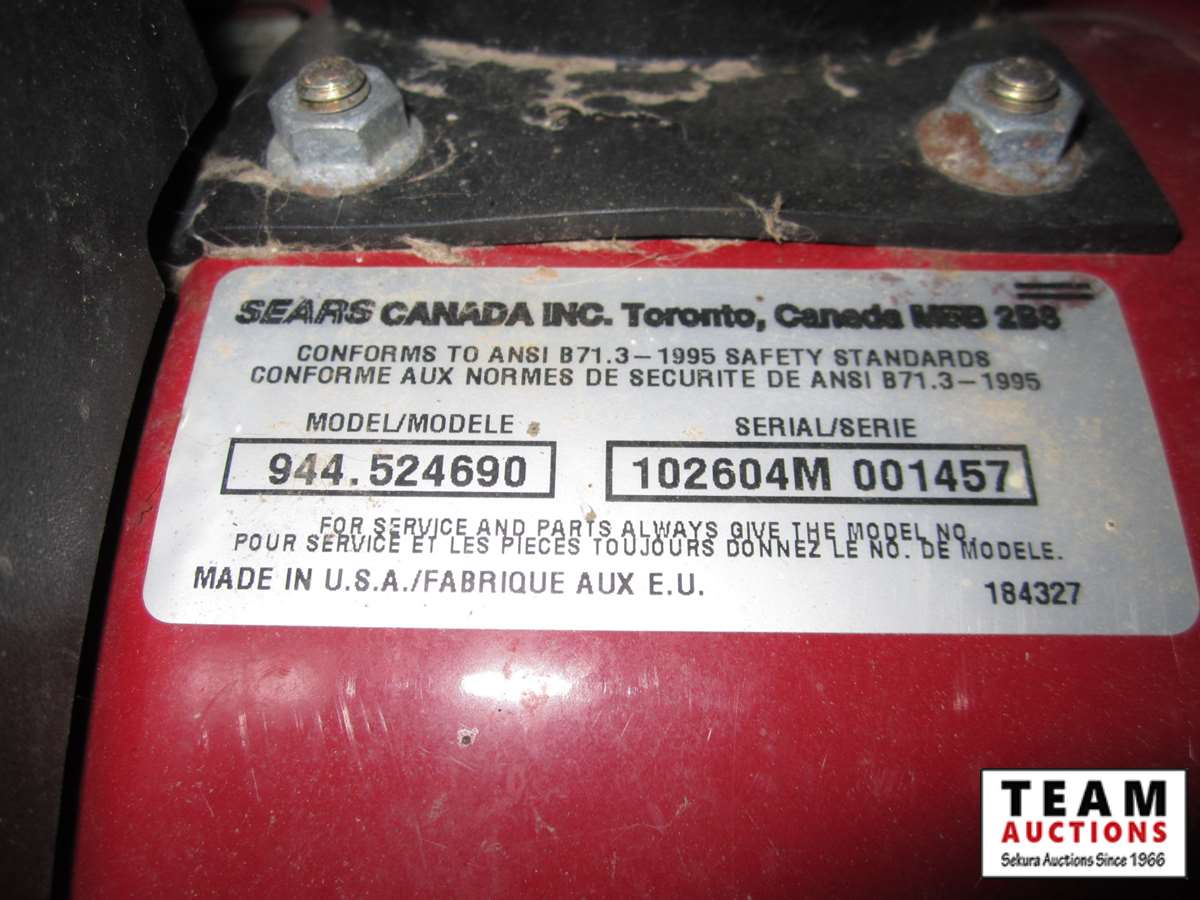 SEARS CANADA INC. Toronto, Canada M5B 2B8
CONFORMS TO ANSI B71.3-1995 SAFETY STANDARDS
CONFORME AUX NORMES DE SECURITE DE ANSI B71.3-1995
MODEL/MODELE SERIAL/SERIE
944.524690 102604M 001457
FOR SERVICE AND PARTS ALWAYS GIVE THE MODEL NO.
POUR SERVICE ET LES PIECES TOUJOURS DONNEZ LE NO. DE MODELE.
MADE IN U.S.A./FABRIQUE AUX E.U. 184327
TEAM
AUCTIONS
Sekura Auctions Since 1966